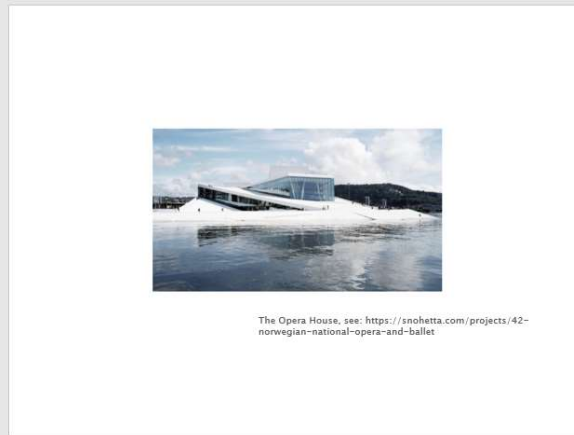 The Opera House, see: https://snohetta.com/projects/42-
norwegian-national-opera-and-ballet